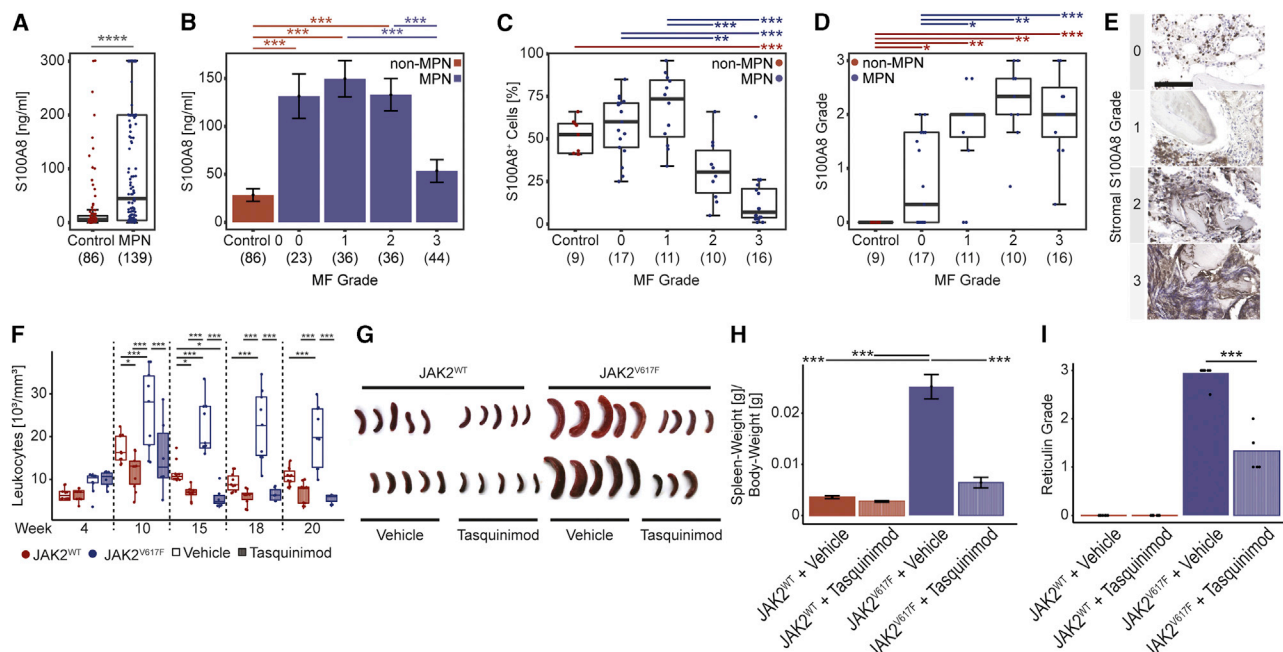 A
****
S100A8 [ng/ml]
300
200
100
0
Control MPN
(86) (139)
B
*** ***
*** ***
***
S100A8 [ng/ml]
non-MPN
MPN
150
100
50
0
Control 0 0 1 2 3
(86) (23) (36) (36) (44)
MF Grade
C
***
***
**
***
S100A8⁺ Cells [%]
non-MPN
MPN
100
75
50
25
0
Control 0 1 2 3
(9) (17) (11) (10) (16)
MF Grade
D
***
**
*
***
**
**
*
S100A8 Grade
non-MPN
MPN
3
2
1
0
Control 0 1 2 3
(9) (17) (11) (10) (16)
MF Grade
E
Stromal S100A8 Grade
0
1
2
3
F
Leukocytes [10³/mm³]
*** ***
***
*
*** ***
*
***
*
*** ***
***
*** ***
***
30
20
10
Week 4 10 15 18 20
JAK2ᵂᵀ JAK2ⱽ⁶¹⁷ᶠ Vehicle Tasquinimod
G
JAK2ᵂᵀ JAK2ⱽ⁶¹⁷ᶠ
Vehicle Tasquinimod Vehicle Tasquinimod
H
*** *** ***
Spleen-Weight [g]/
Body-Weight [g]
0.02
0.01
0
JAK2ᵂᵀ + Vehicle
JAK2ᵂᵀ + Tasquinimod
JAK2ⱽ⁶¹⁷ᶠ + Vehicle
JAK2ⱽ⁶¹⁷ᶠ + Tasquinimod
I
***
Reticulin Grade
3
2
1
0
JAK2ᵂᵀ + Vehicle
JAK2ᵂᵀ + Tasquinimod
JAK2ⱽ⁶¹⁷ᶠ + Vehicle
JAK2ⱽ⁶¹⁷ᶠ + Tasquinimod